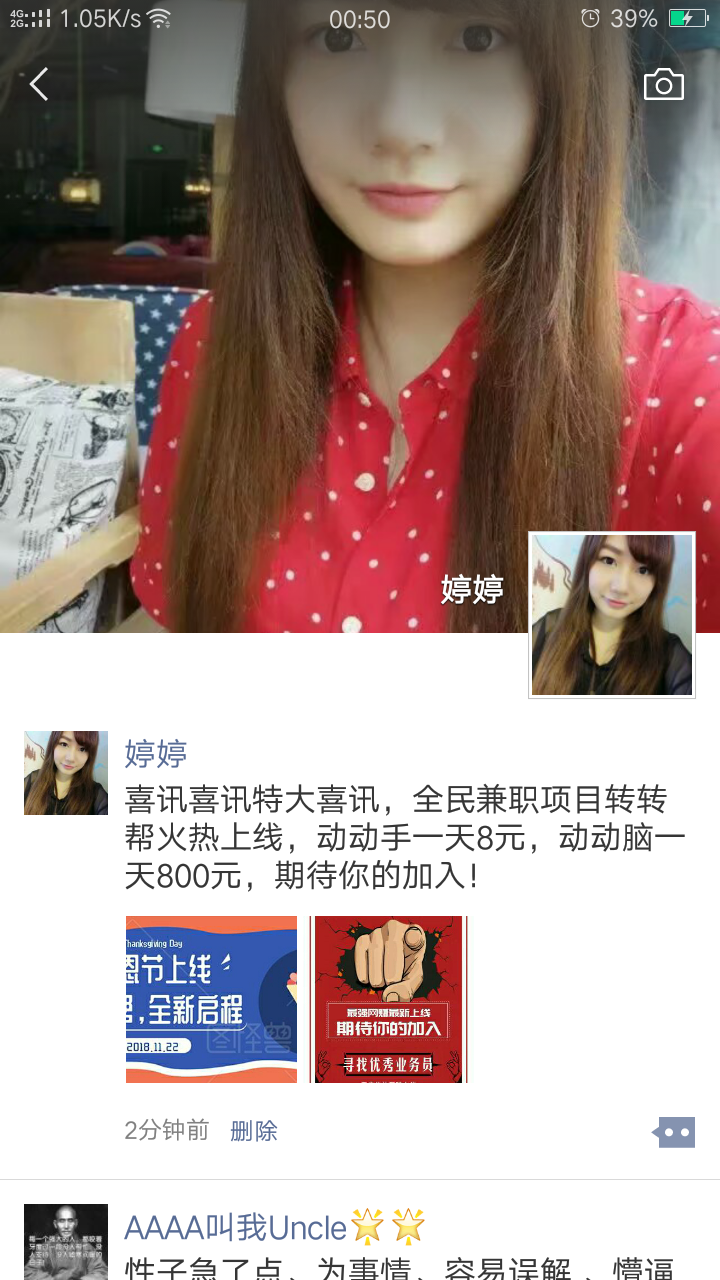 4G
2G
1.05K/s
00:50
39%
婷婷
婷婷
喜讯喜讯特大喜讯，全民兼职项目转转
帮火热上线，动动手一天8元，动动脑一
天800元，期待你的加入！
Thanksgiving Day
恩节上线
,全新启程
2018.11.22
图怪兽
最强网赚最新上线
期待你的加入
寻找优秀业务员
2分钟前 删除
AAAA叫我Uncle🌟🌟
性子急了点、为事情、容易误解、懵逼